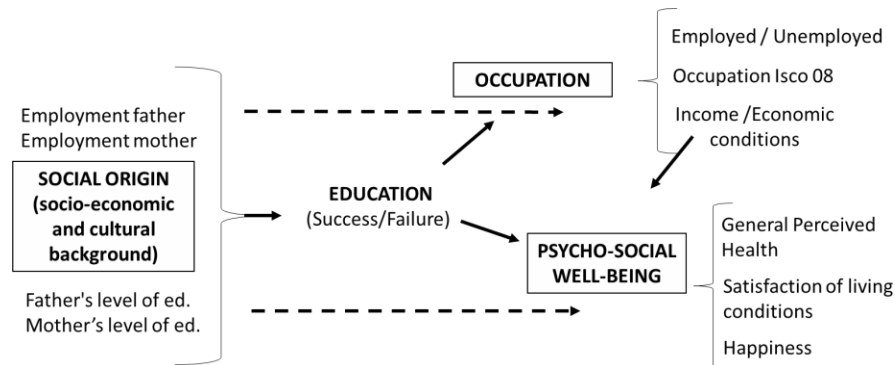 Employment father
Employment mother
SOCIAL ORIGIN
(socio-economic
and cultural
background)
Father's level of ed.
Mother’s level of ed.
EDUCATION
(Success/Failure)
OCCUPATION
Employed / Unemployed
Occupation Isco 08
Income /Economic
conditions
PSYCHO-SOCIAL
WELL-BEING
General Perceived
Health
Satisfaction of living
conditions
Happiness